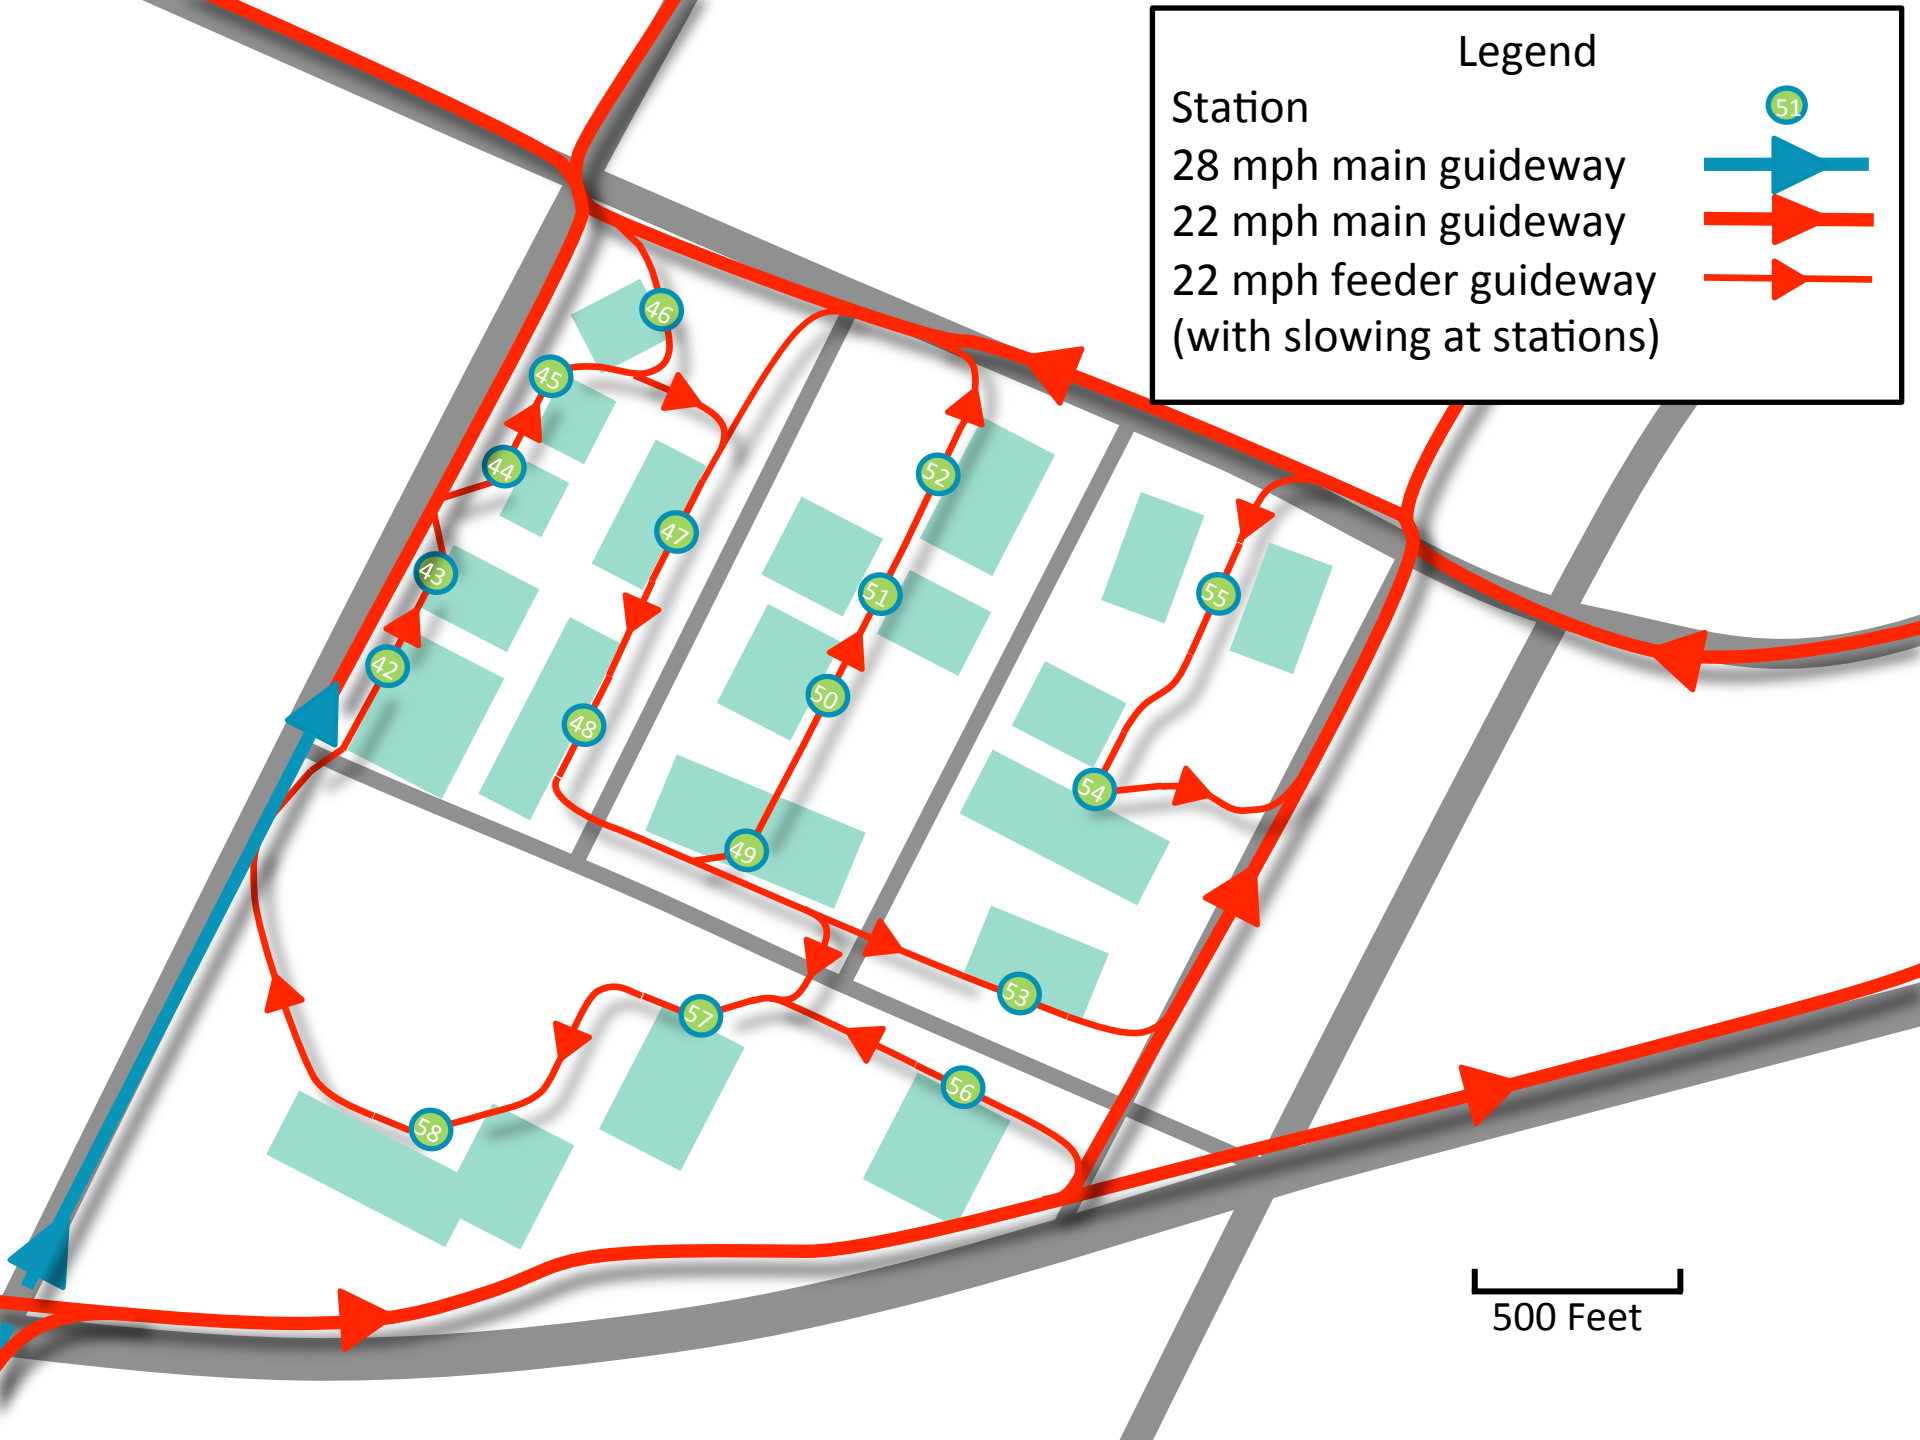 Legend
Station
51
28 mph main guideway
22 mph main guideway
22 mph feeder guideway
(with slowing at stations)
46
45
44
52
47
43
51
55
42
50
48
54
49
53
57
56
58
500 Feet